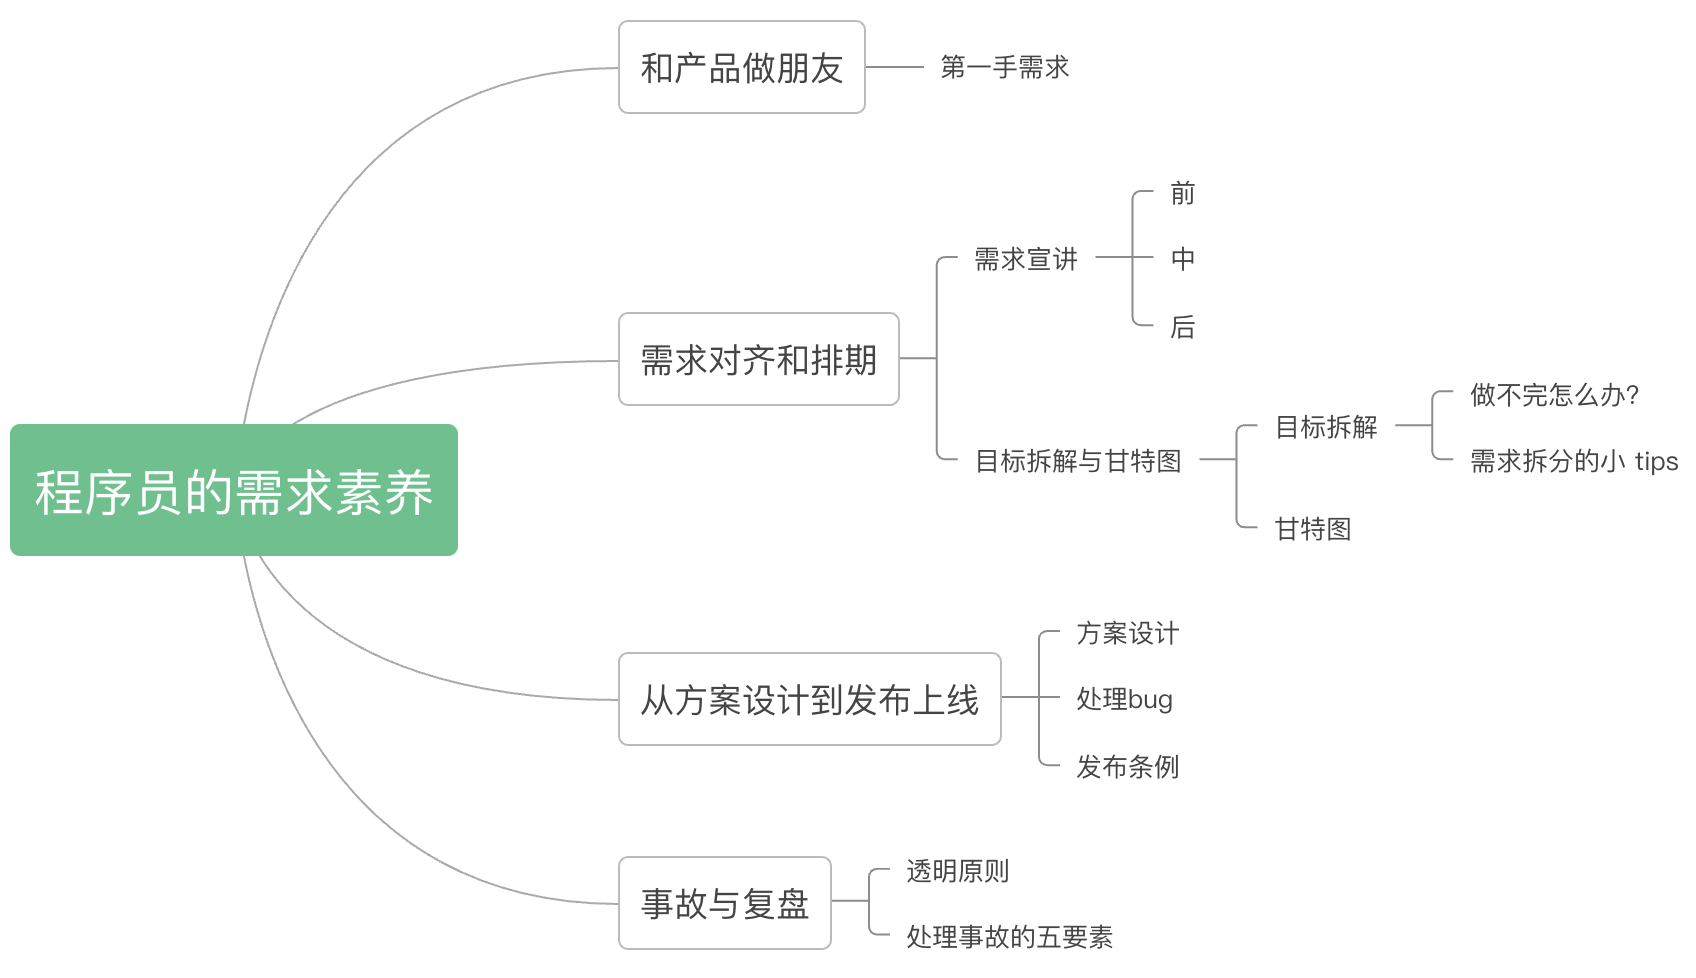 程序员的需求素养
和产品做朋友
第一手需求
需求对齐和排期
需求宣讲
前
中
后
目标拆解与甘特图
目标拆解
做不完怎么办?
需求拆分的小 tips
甘特图
从方案设计到发布上线
方案设计
处理bug
发布条例
事故与复盘
透明原则
处理事故的五要素